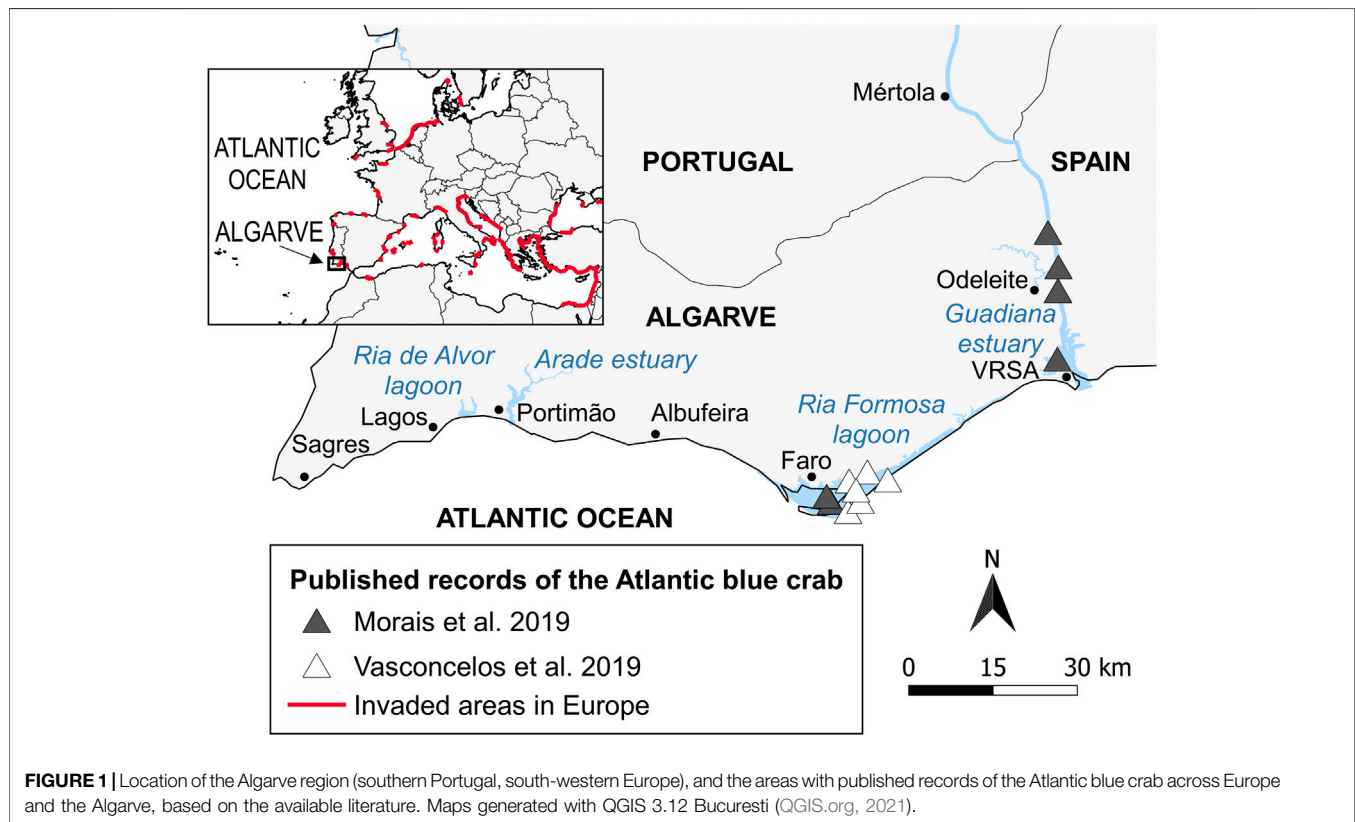 Mértola
ATLANTIC
OCEAN
PORTUGAL
SPAIN
ALGARVE
Odeleite
ALGARVE
Guadiana
estuary
Ria de Alvor
lagoon
Arade estuary
VRSA
Ria Formosa
lagoon
Lagos
Portimão
Albufeira
Sagres
Faro
ATLANTIC OCEAN
Published records of the Atlantic blue crab
Morais et al. 2019
Vasconcelos et al. 2019
Invaded areas in Europe
N
0 15 30 km
FIGURE 1 | Location of the Algarve region (southern Portugal, south-western Europe), and the areas with published records of the Atlantic blue crab across Europe
and the Algarve, based on the available literature. Maps generated with QGIS 3.12 Bucuresti (QGIS.org, 2021).